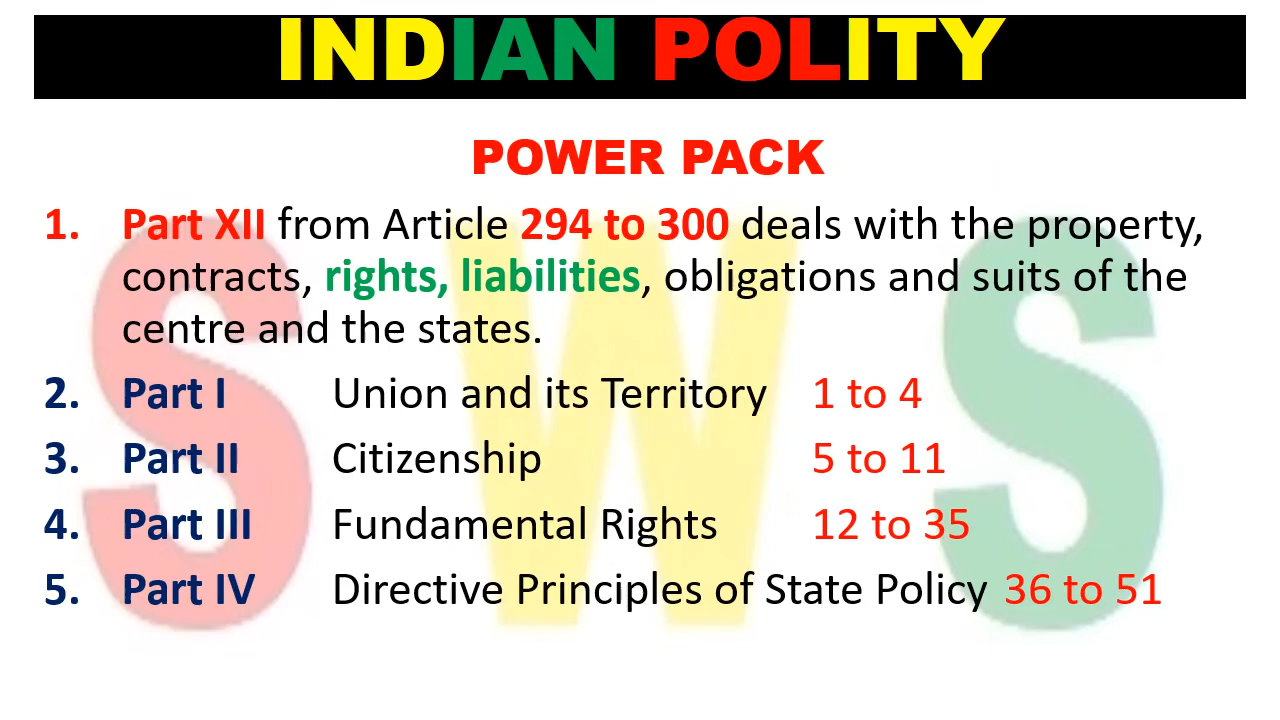 INDIAN POLITY
POWER PACK
1. Part XII from Article 294 to 300 deals with the property,
contracts, rights, liabilities, obligations and suits of the
centre and the states.
2. Part I Union and its Territory 1 to 4
3. Part II Citizenship 5 to 11
4. Part III Fundamental Rights 12 to 35
5. Part IV Directive Principles of State Policy 36 to 51
SWS